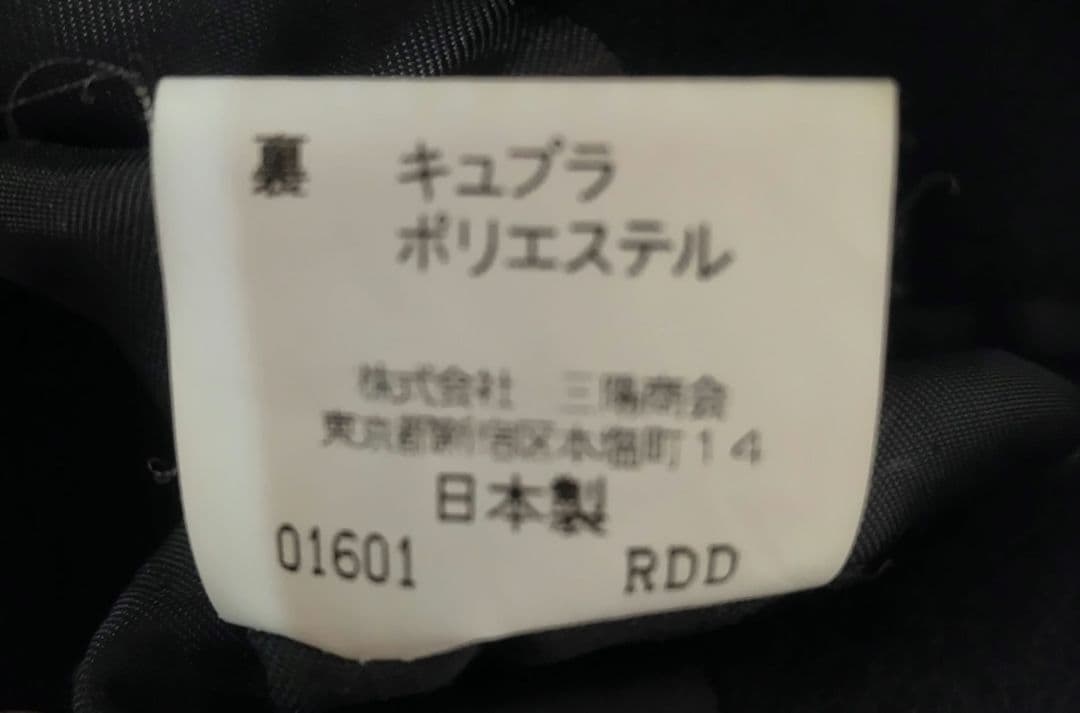 裏 キュプラ
ポリエステル
株式会社 三陽商会
東京都新宿区本塩町14
日本製
01601 RDD